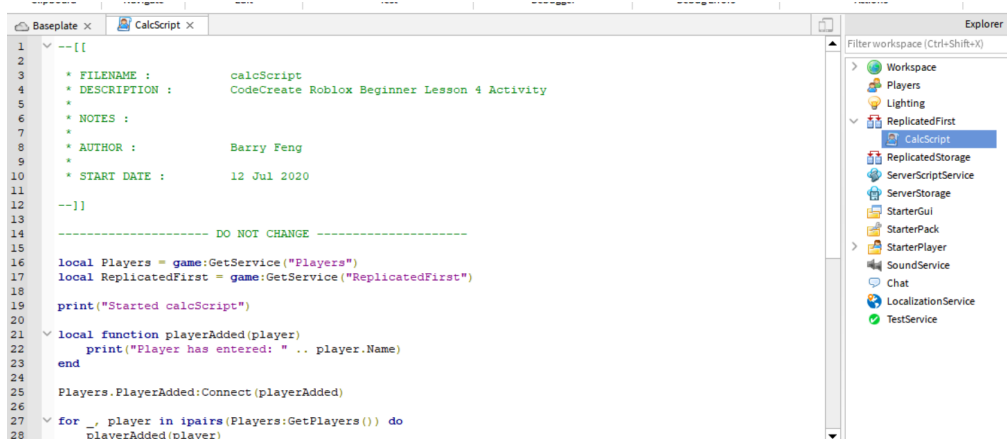 Baseplate × CalcScript ×
Explorer
Filter workspace (Ctrl+Shift+X)
1 --[[
2
3 * FILENAME : calcScript
4 * DESCRIPTION : CodeCreate Roblox Beginner Lesson 4 Activity
5 *
6 * NOTES :
7 *
8 * AUTHOR : Barry Feng
9 *
10 * START DATE : 12 Jul 2020
11
12 --]]
13
14 --------------------- DO NOT CHANGE ---------------------
15
16 local Players = game:GetService("Players")
17 local ReplicatedFirst = game:GetService("ReplicatedFirst")
18
19 print("Started calcScript")
20
21 local function playerAdded(player)
22 print("Player has entered: " .. player.Name)
23 end
24
25 Players.PlayerAdded:Connect(playerAdded)
26
27 for _, player in ipairs(Players:GetPlayers()) do
28 playerAdded(player)
Workspace
Players
Lighting
ReplicatedFirst
CalcScript
ReplicatedStorage
ServerScriptService
ServerStorage
StarterGui
StarterPack
StarterPlayer
SoundService
Chat
LocalizationService
TestService